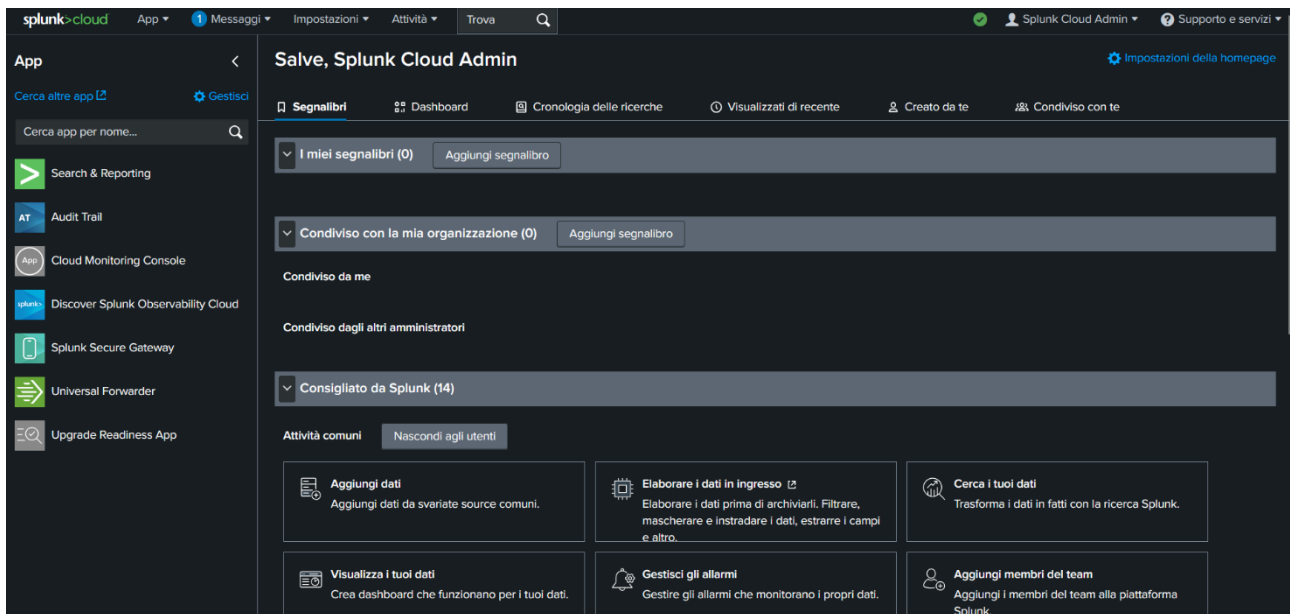 splunk>cloud App 1 Messaggi Impostazioni Attività Trova Splunk Cloud Admin Supporto e servizi
App
Cerca altre app Gestisci
Cerca app per nome...
Search & Reporting
AT Audit Trail
App Cloud Monitoring Console
splunk> Discover Splunk Observability Cloud
Splunk Secure Gateway
Universal Forwarder
Upgrade Readiness App
Salve, Splunk Cloud Admin
Impostazioni della homepage
Segnalibri Dashboard Cronologia delle ricerche Visualizzati di recente Creato da te Condiviso con te
I miei segnalibri (0) Aggiungi segnalibro
Condiviso con la mia organizzazione (0) Aggiungi segnalibro
Condiviso da me
Condiviso dagli altri amministratori
Consigliato da Splunk (14)
Attività comuni Nascondi agli utenti
Aggiungi dati
Aggiungi dati da svariate source comuni.
Elaborare i dati in ingresso
Elaborare i dati prima di archiviarli. Filtrare,
mascherare e instradare i dati, estrarre i campi
e altro.
Cerca i tuoi dati
Trasforma i dati in fatti con la ricerca Splunk.
Visualizza i tuoi dati
Crea dashboard che funzionano per i tuoi dati.
Gestisci gli allarmi
Gestire gli allarmi che monitorano i propri dati.
Aggiungi membri del team
Aggiungi i membri del team alla piattaforma
Splunk.